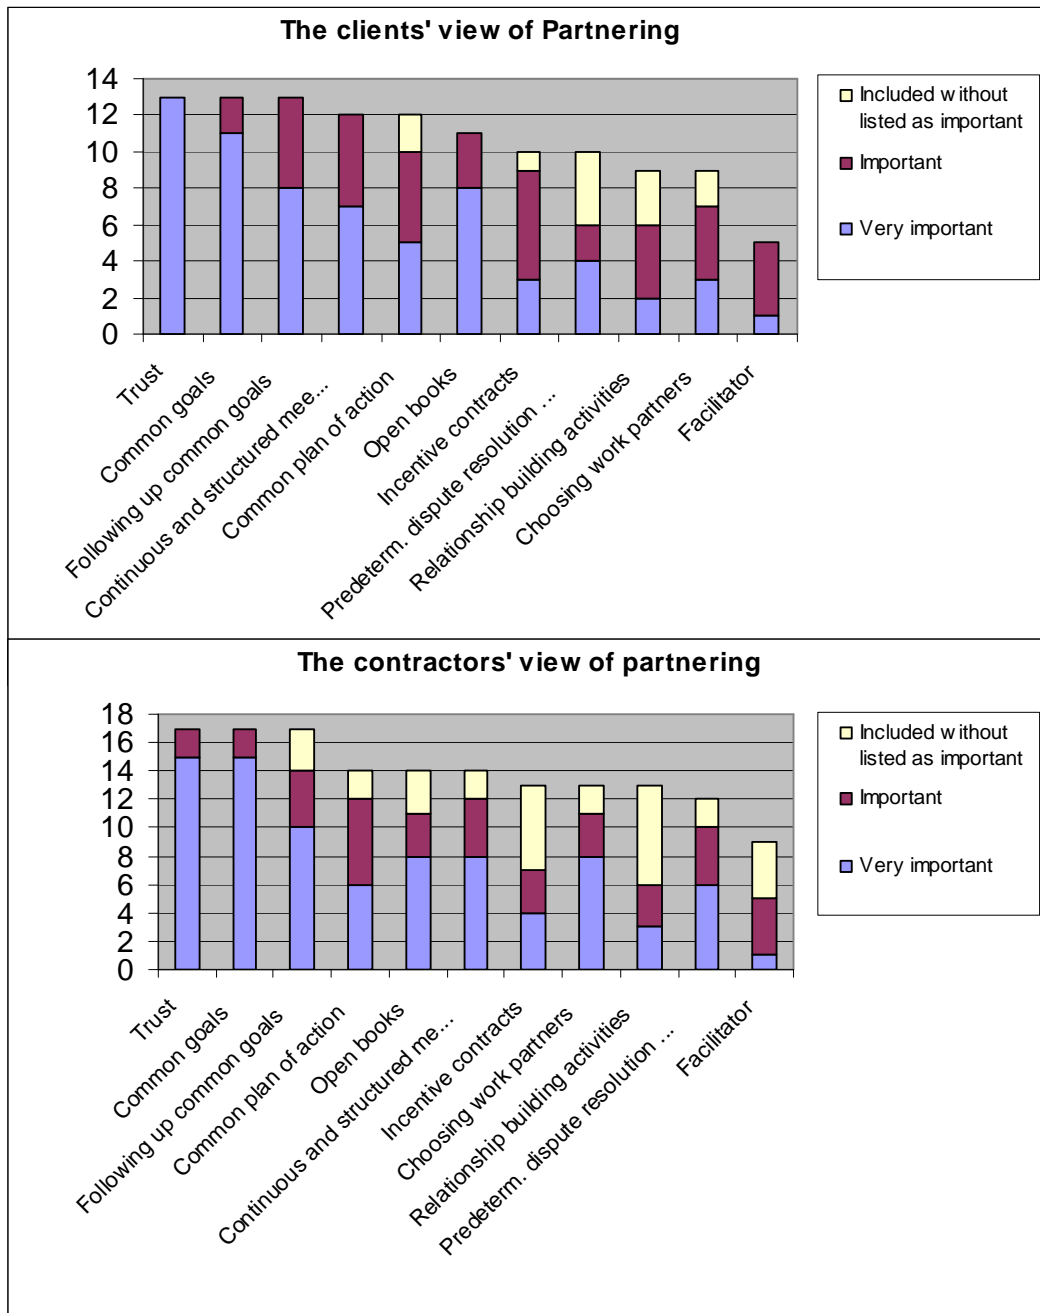 The clients' view of Partnering
14
12
10
8
6
4
2
0
Trust
Common goals
Following up common goals
Continuous and structured mee...
Common plan of action
Open books
Incentive contracts
Predeterm. dispute resolution ...
Relationship building activities
Choosing work partners
Facilitator
Included without
listed as important
Important
Very important
The contractors' view of partnering
18
16
14
12
10
8
6
4
2
0
Trust
Common goals
Following up common goals
Common plan of action
Open books
Continuous and structured me...
Incentive contracts
Choosing work partners
Relationship building activities
Predeterm. dispute resolution ...
Facilitator
Included without
listed as important
Important
Very important